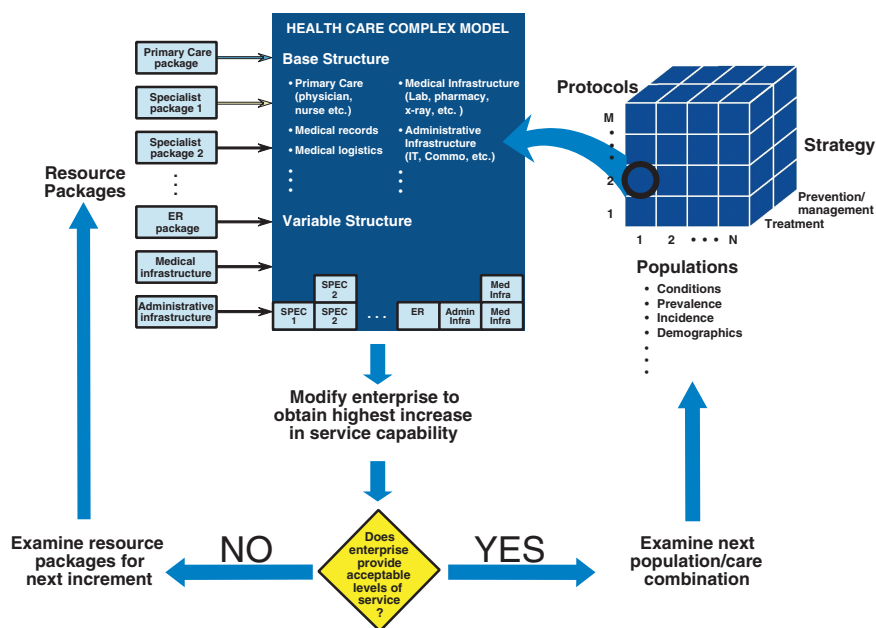 HEALTH CARE COMPLEX MODEL
Base Structure
• Primary Care
(physician,
nurse etc.)
• Medical records
• Medical logistics
• Medical Infrastructure
(Lab, pharmacy,
x-ray, etc. )
• Administrative
Infrastructure
(IT, Commo, etc.)
Variable Structure
SPEC
2
Med
Infra
SPEC
1
SPEC
2
. . .
ER
Admin
Infra
Med
Infra
Primary Care
package
Specialist
package 1
Specialist
package 2
ER
package
Medical
infrastructure
Administrative
infrastructure
Resource
Packages
Protocols
M
2
1
Strategy
Prevention/
management
Treatment
1 2 • • • N
Populations
• Conditions
• Prevalence
• Incidence
• Demographics
Modify enterprise to
obtain highest increase
in service capability
Does
enterprise
provide
acceptable
levels of
service
?
NO
YES
Examine resource
packages for
next increment
Examine next
population/care
combination